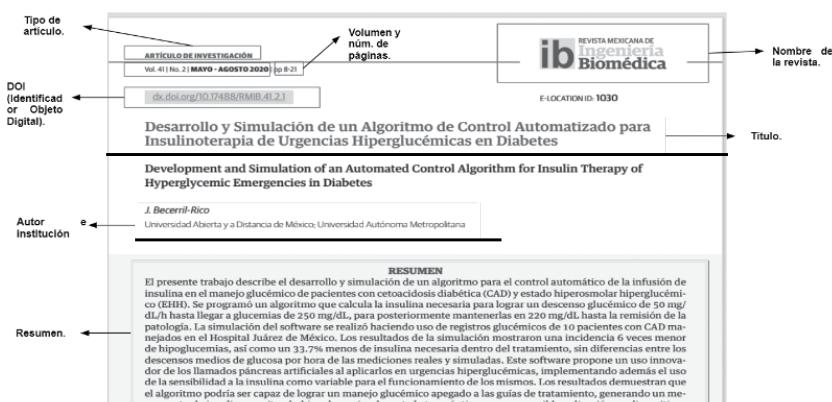 Tipo de
artículo.
ARTÍCULO DE INVESTIGACIÓN
Vol. 41 | No. 2 | MAYO - AGOSTO 2020 | pp 8-21
Volumen y
núm. de
páginas.
REVISTA MEXICANA DE
ib Ingeniería
Biomédica
Nombre de
la revista.
DOI
(Identificad
or Objeto
Digital).
dx.doi.org/10.17488/RMIB.41.2.1
E-LOCATION ID: 1030
Desarrollo y Simulación de un Algoritmo de Control Automatizado para
Insulinoterapia de Urgencias Hiperglucémicas en Diabetes
Titulo.
Development and Simulation of an Automated Control Algorithm for Insulin Therapy of
Hyperglycemic Emergencies in Diabetes
J. Becerril-Rico
Universidad Abierta y a Distancia de México; Universidad Autónoma Metropolitana
Autor e
institución
RESUMEN
El presente trabajo describe el desarrollo y simulación de un algoritmo para el control automático de la infusión de
insulina en el manejo glucémico de pacientes con cetoacidosis diabética (CAD) y estado hiperosmolar hiperglucémi-
co (EHH). Se programó un algoritmo que calcula la insulina necesaria para lograr un descenso glucémico de 50 mg/
dL/h hasta llegar a glucemias de 250 mg/dL, para posteriormente mantenerlas en 220 mg/dL hasta la remisión de la
patología. La simulación del software se realizó haciendo uso de registros glucémicos de 10 pacientes con CAD ma-
nejados en el Hospital Juárez de México. Los resultados de la simulación mostraron una incidencia 6 veces menor
de hipoglucemias, así como un 33.7% menos de insulina necesaria dentro del tratamiento, sin diferencias entre los
descensos medios de glucosa por hora de las mediciones reales y simuladas. Este software propone un uso innova-
dor de los llamados páncreas artificiales al aplicarlos en urgencias hiperglucémicas, implementando además el uso
de la sensibilidad a la insulina como variable para el funcionamiento de los mismos. Los resultados demuestran que
el algoritmo podría ser capaz de lograr un manejo glucémico apegado a las guías de tratamiento, generando un me-
Resumen.